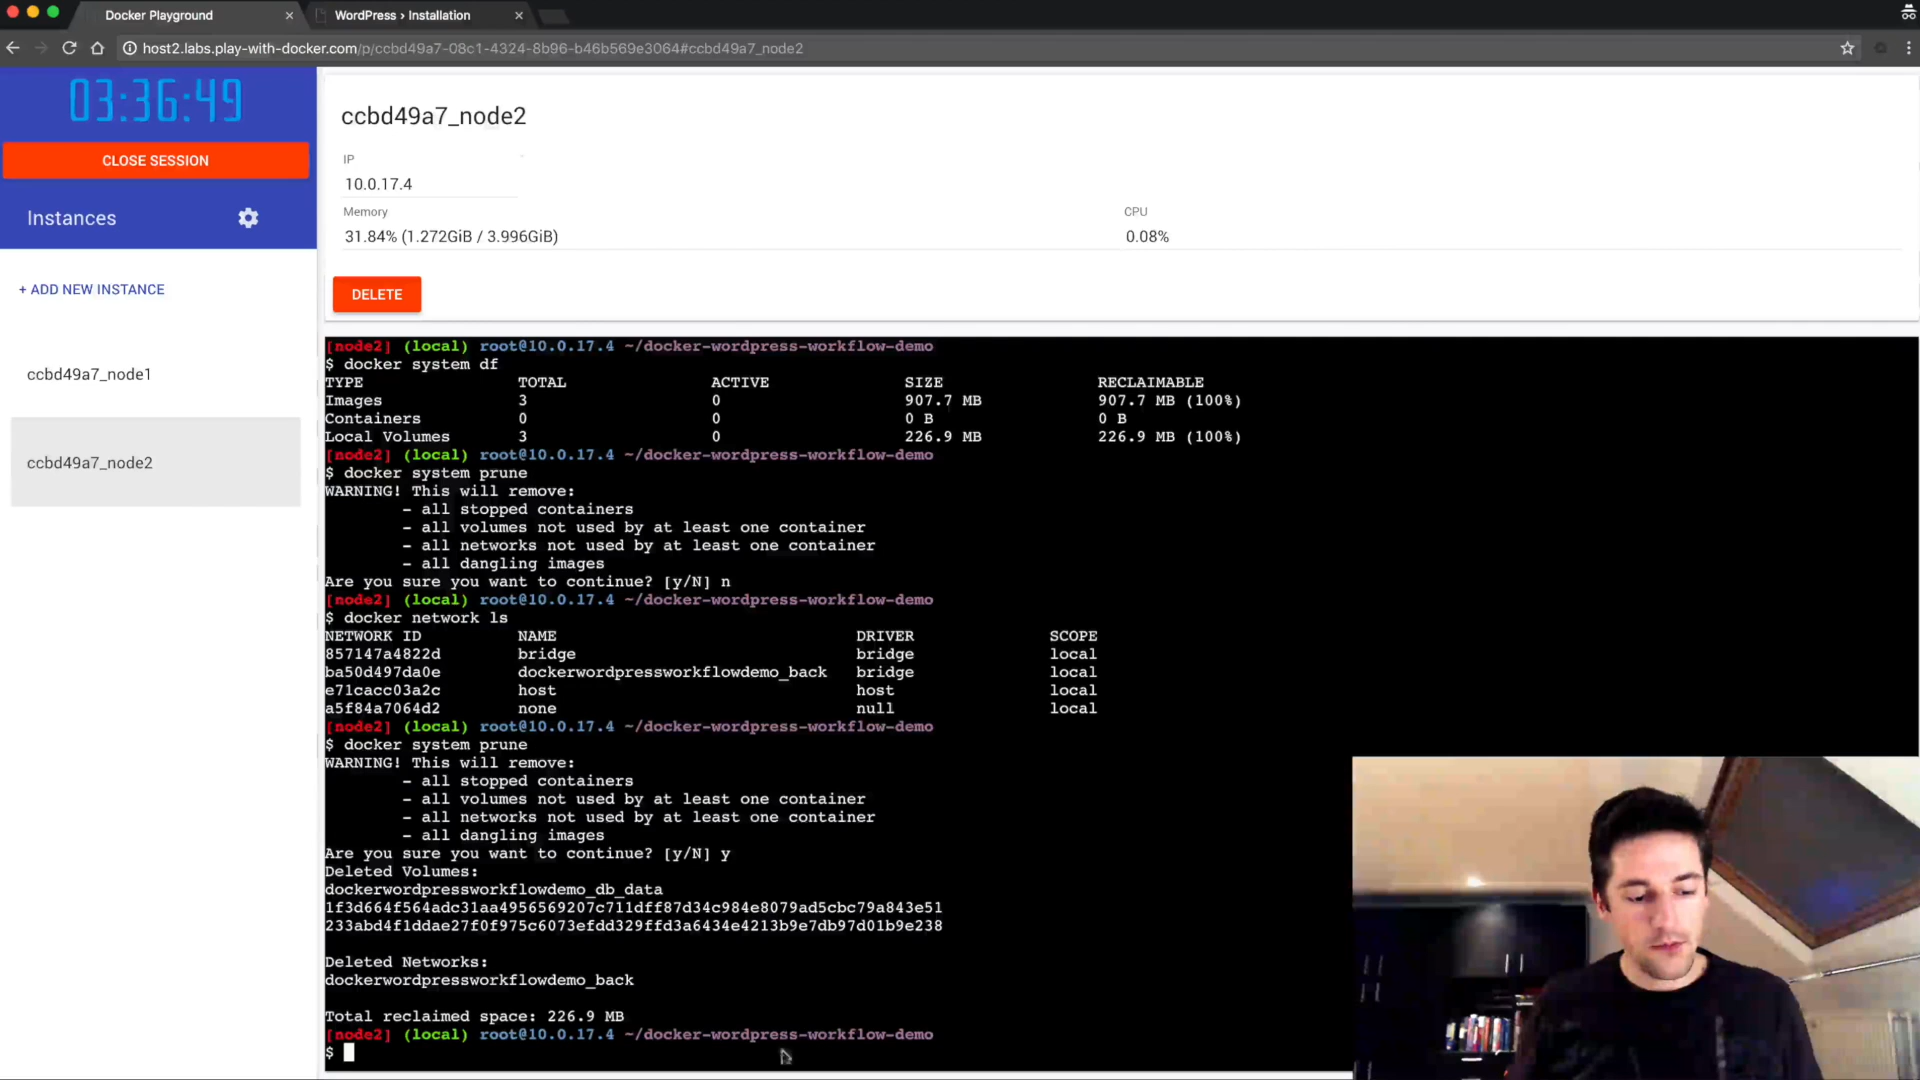 Docker Playground
WordPress › Installation
host2.labs.play-with-docker.com/p/ccbd49a7-08c1-4324-8b96-b46b569e3064#ccbd49a7_node2
03:36:49
CLOSE SESSION
Instances
+ ADD NEW INSTANCE
ccbd49a7_node1
ccbd49a7_node2
ccbd49a7_node2
IP
10.0.17.4
Memory
CPU
31.84% (1.272GiB / 3.996GiB)
0.08%
DELETE
[node2] (local) root@10.0.17.4 ~/docker-wordpress-workflow-demo
$ docker system df
TYPE TOTAL ACTIVE SIZE RECLAIMABLE
Images 3 0 907.7 MB 907.7 MB (100%)
Containers 0 0 0 B 0 B
Local Volumes 3 0 226.9 MB 226.9 MB (100%)
[node2] (local) root@10.0.17.4 ~/docker-wordpress-workflow-demo
$ docker system prune
WARNING! This will remove:
- all stopped containers
- all volumes not used by at least one container
- all networks not used by at least one container
- all dangling images
Are you sure you want to continue? [y/N] n
[node2] (local) root@10.0.17.4 ~/docker-wordpress-workflow-demo
$ docker network ls
NETWORK ID NAME DRIVER SCOPE
857147a4822d bridge bridge local
ba50d497da0e dockerwordpressworkflowdemo_back bridge local
e71cacc03a2c host host local
a5f84a7064d2 none null local
[node2] (local) root@10.0.17.4 ~/docker-wordpress-workflow-demo
$ docker system prune
WARNING! This will remove:
- all stopped containers
- all volumes not used by at least one container
- all networks not used by at least one container
- all dangling images
Are you sure you want to continue? [y/N] y
Deleted Volumes:
dockerwordpressworkflowdemo_db_data
1f3d664f564adc31aa4956569207c711dff87d34c984e8079ad5cbc79a843e51
233abd4f1ddae27f0f975c6073efdd329ffd3a6434e4213b9e7db97d01b9e238
Deleted Networks:
dockerwordpressworkflowdemo_back
Total reclaimed space: 226.9 MB
[node2] (local) root@10.0.17.4 ~/docker-wordpress-workflow-demo
$